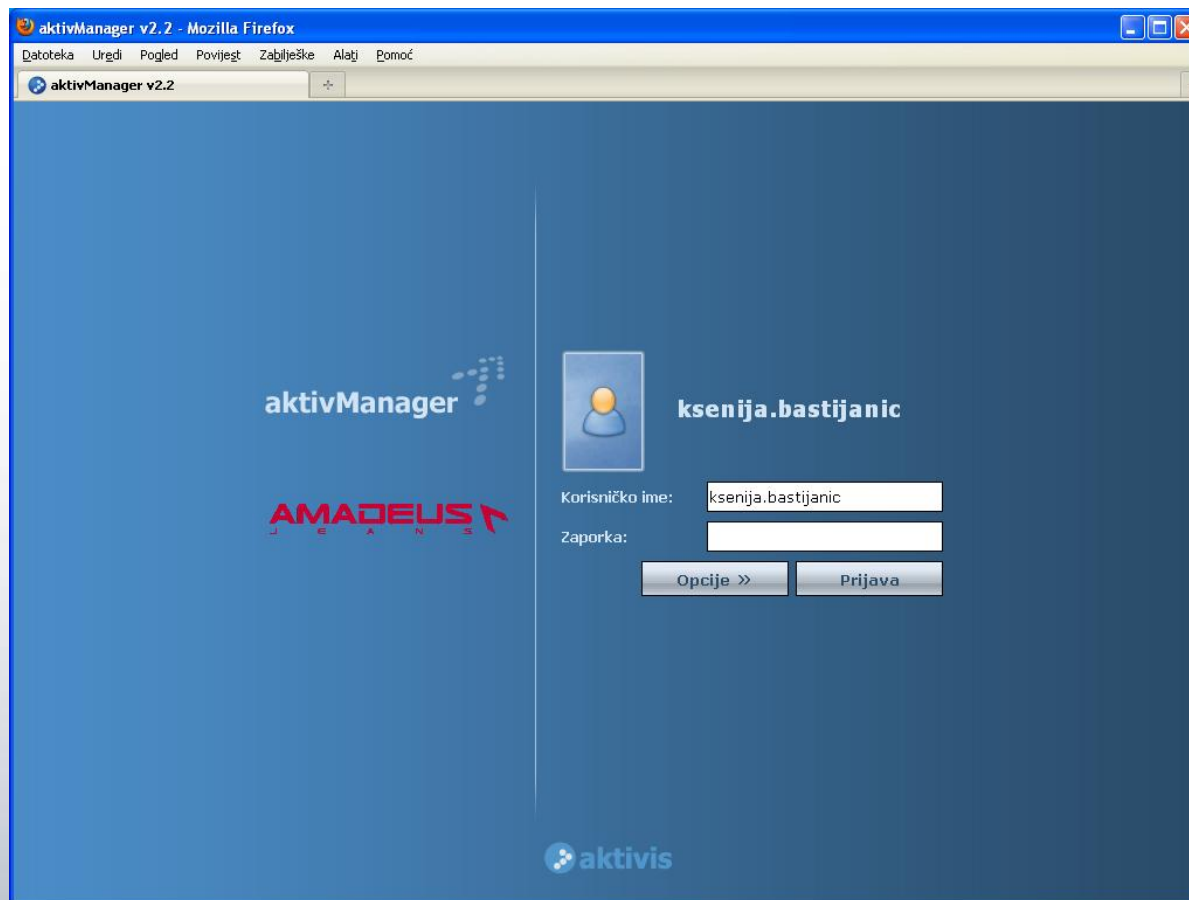 aktivManager v2.2 - Mozilla Firefox
Datoteka Uredi Pogled Povijest Zabilješke Alati Pomoć
aktivManager v2.2
aktivManager
ksenija.bastijanic
AMADEUS
JEANS
Korisničko ime: ksenija.bastijanic
Zaporka:
Opcije » Prijava
aktivis